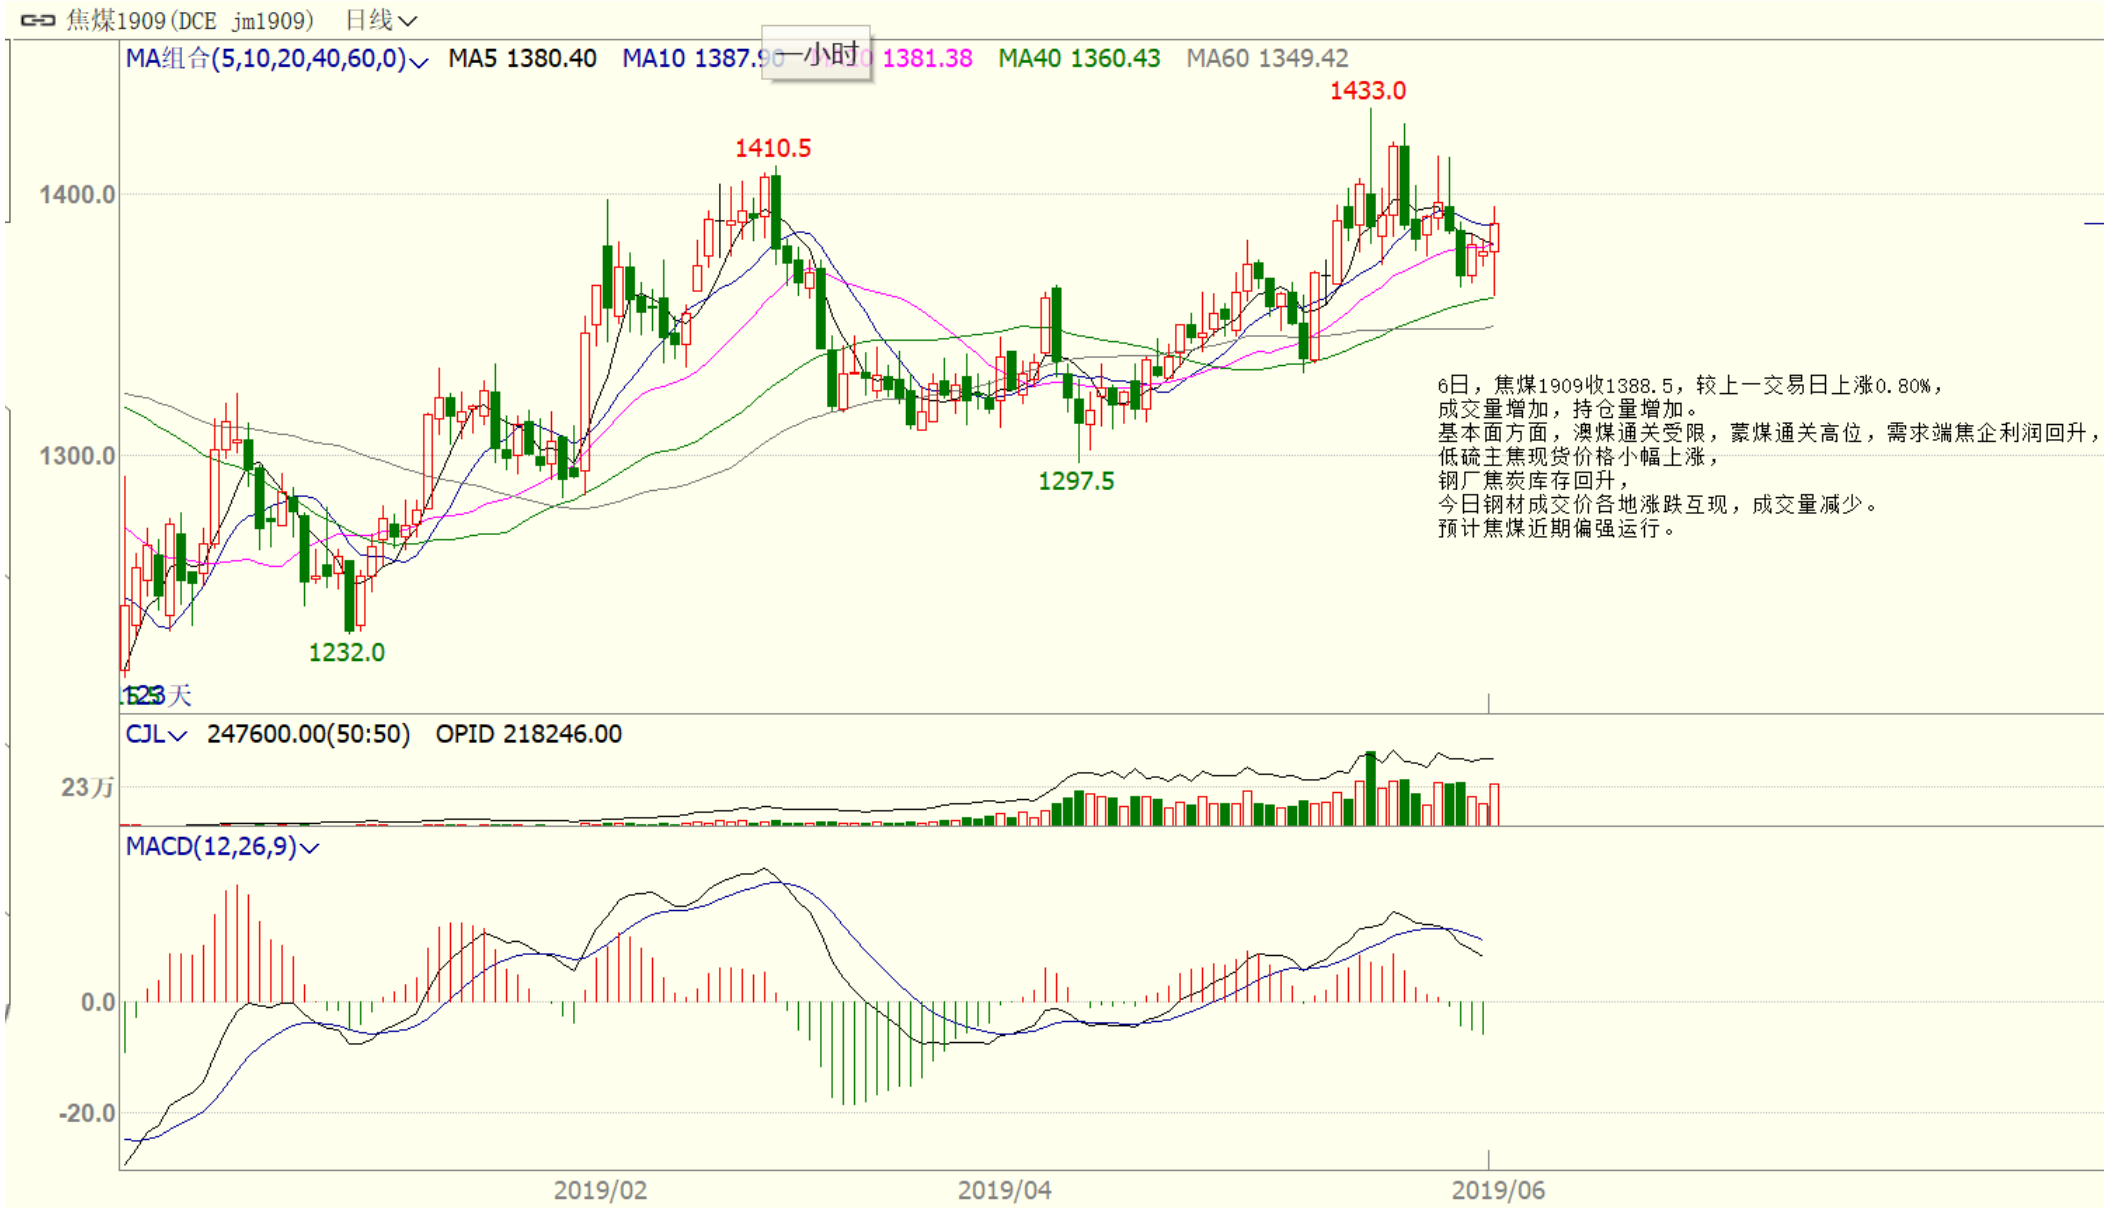 焦煤1909(DCE jm1909) 日线
MA组合(5,10,20,40,60,0) MA5 1380.40 MA10 1387.90 1381.38 MA40 1360.43 MA60 1349.42
一小时
1433.0
1410.5
1400.0
1300.0
1297.5
1232.0
6日，焦煤1909收1388.5，较上一交易日上涨0.80%，
成交量增加，持仓量增加。
基本面方面，澳煤通关受限，蒙煤通关高位，需求端焦企利润回升，
低硫主焦现货价格小幅上涨，
钢厂焦炭库存回升，
今日钢材成交价各地涨跌互现，成交量减少。
预计焦煤近期偏强运行。
123天
CJL 247600.00(50:50) OPID 218246.00
23万
MACD(12,26,9)
0.0
-20.0
2019/02 2019/04 2019/06